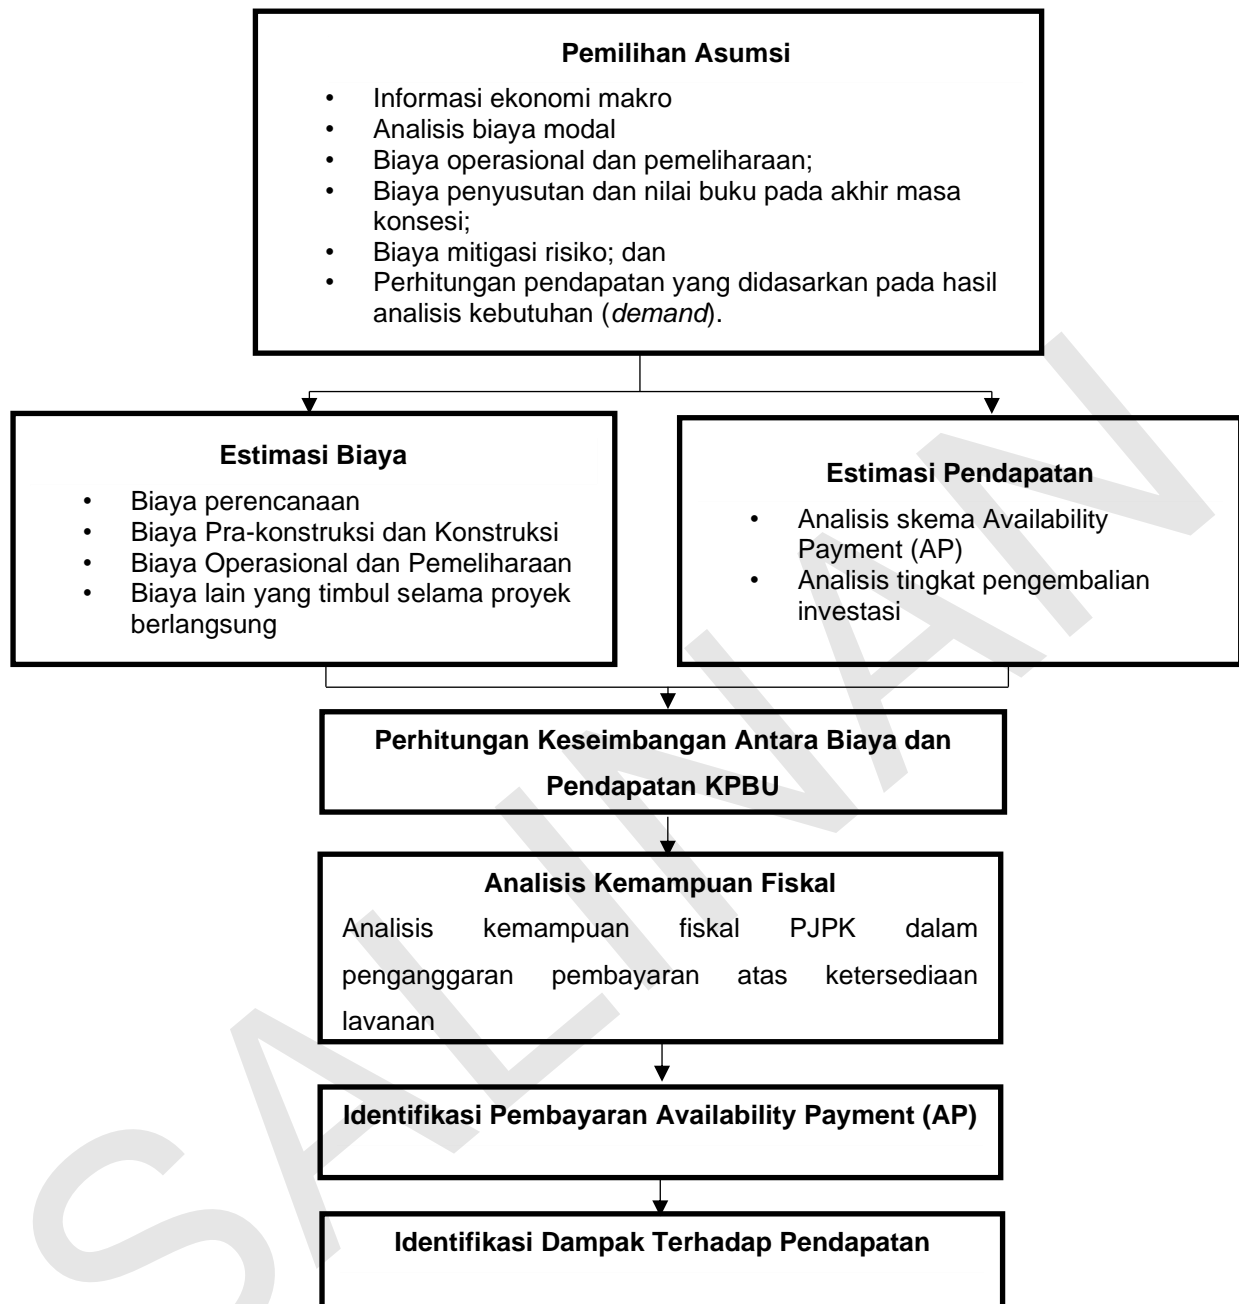 Pemilihan Asumsi
• Informasi ekonomi makro
• Analisis biaya modal
• Biaya operasional dan pemeliharaan;
• Biaya penyusutan dan nilai buku pada akhir masa
konsesi;
• Biaya mitigasi risiko; dan
• Perhitungan pendapatan yang didasarkan pada hasil
analisis kebutuhan (demand).
Estimasi Biaya
• Biaya perencanaan
• Biaya Pra-konstruksi dan Konstruksi
• Biaya Operasional dan Pemeliharaan
• Biaya lain yang timbul selama proyek
berlangsung
Estimasi Pendapatan
• Analisis skema Availability
Payment (AP)
• Analisis tingkat pengembalian
investasi
Perhitungan Keseimbangan Antara Biaya dan
Pendapatan KPBU
Analisis Kemampuan Fiskal
Analisis kemampuan fiskal PJPK dalam
penganggaran pembayaran atas ketersediaan
layanan
Identifikasi Pembayaran Availability Payment (AP)
Identifikasi Dampak Terhadap Pendapatan
SALINAN